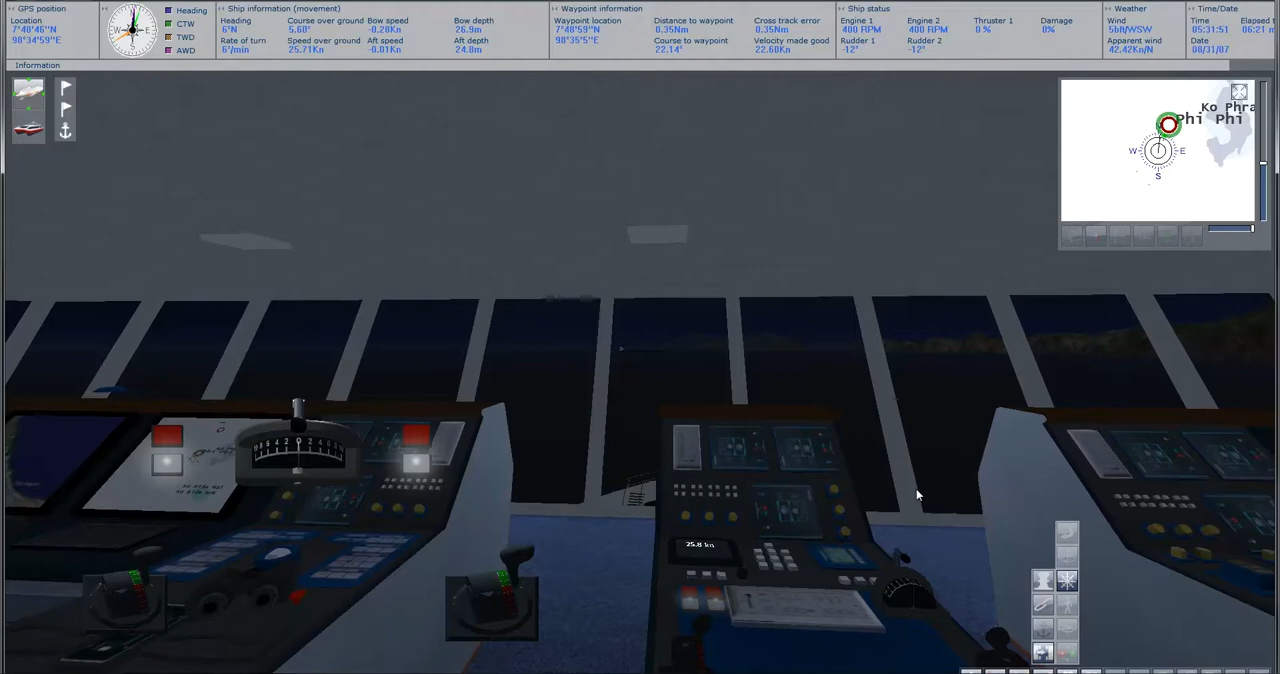 GPS position
Location
7°48'46''N
98°34'59''E
N
W
E
S
Heading
CTW
TWD
AWD
Ship information (movement)
Heading Course over ground Bow speed Bow depth
6°N 5.60° -0.28Kn 26.9m
Rate of turn Speed over ground Aft speed Aft depth
6°/min 25.71Kn -0.01Kn 24.8m
Waypoint information
Waypoint location Distance to waypoint Cross track error
7°48'59''N 0.35Nm 0.35Nm
98°35'5''E Course to waypoint Velocity made good
22.14° 22.60Kn
Ship status
Engine 1 Engine 2 Thruster 1 Damage
400 RPM 400 RPM 0 % 0%
Rudder 1 Rudder 2
-12° -12°
Weather
Wind
5bft/WSW
Apparent wind
42.42Kn/N
Time/Date
Time Elapsed t
05:31:51 06:21 m
Date
08/31/07
Information
Ko Phra
Phi Phi
W E
S
25.8 kn